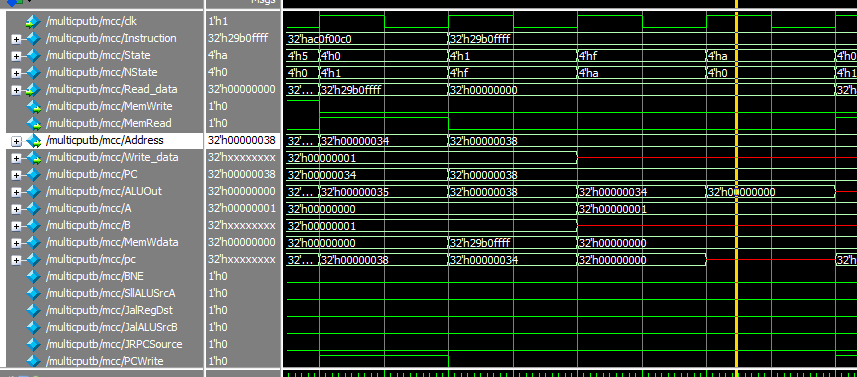 Msgs
/multicputb/mcc/clk 1'h1
/multicputb/mcc/Instruction 32'h29b0ffff 32'hac0f00c0 32'h29b0ffff
/multicputb/mcc/State 4'ha 4'h5 4'h0 4'h1 4'hf 4'ha 4'h0
/multicputb/mcc/NState 4'h0 4'h0 4'h1 4'hf 4'ha 4'h0 4'h1
/multicputb/mcc/Read_data 32'h00000000 32'... 32'h29b0ffff 32'h00000000 32'h
/multicputb/mcc/MemWrite 1'h0
/multicputb/mcc/MemRead 1'h0
/multicputb/mcc/Address 32'h00000038 32'... 32'h00000034 32'h00000038
/multicputb/mcc/Write_data 32'hxxxxxxxx 32'h00000001
/multicputb/mcc/PC 32'h00000038 32'h00000034 32'h00000038
/multicputb/mcc/ALUOut 32'h00000000 32'... 32'h00000035 32'h00000038 32'h00000034 32'h00000000
/multicputb/mcc/A 32'h00000001 32'h00000000 32'h00000001
/multicputb/mcc/B 32'hxxxxxxxx 32'h00000001
/multicputb/mcc/MemWdata 32'h00000000 32'h00000000 32'h29b0ffff 32'h00000000
/multicputb/mcc/pc 32'hxxxxxxxx 32'... 32'h00000038 32'h00000034 32'h00000000 32'h
/multicputb/mcc/BNE 1'h0
/multicputb/mcc/SllALUSrcA 1'h0
/multicputb/mcc/JalRegDst 1'h0
/multicputb/mcc/JalALUSrcB 1'h0
/multicputb/mcc/JRPCSource 1'h0
/multicputb/mcc/PCWrite 1'h0